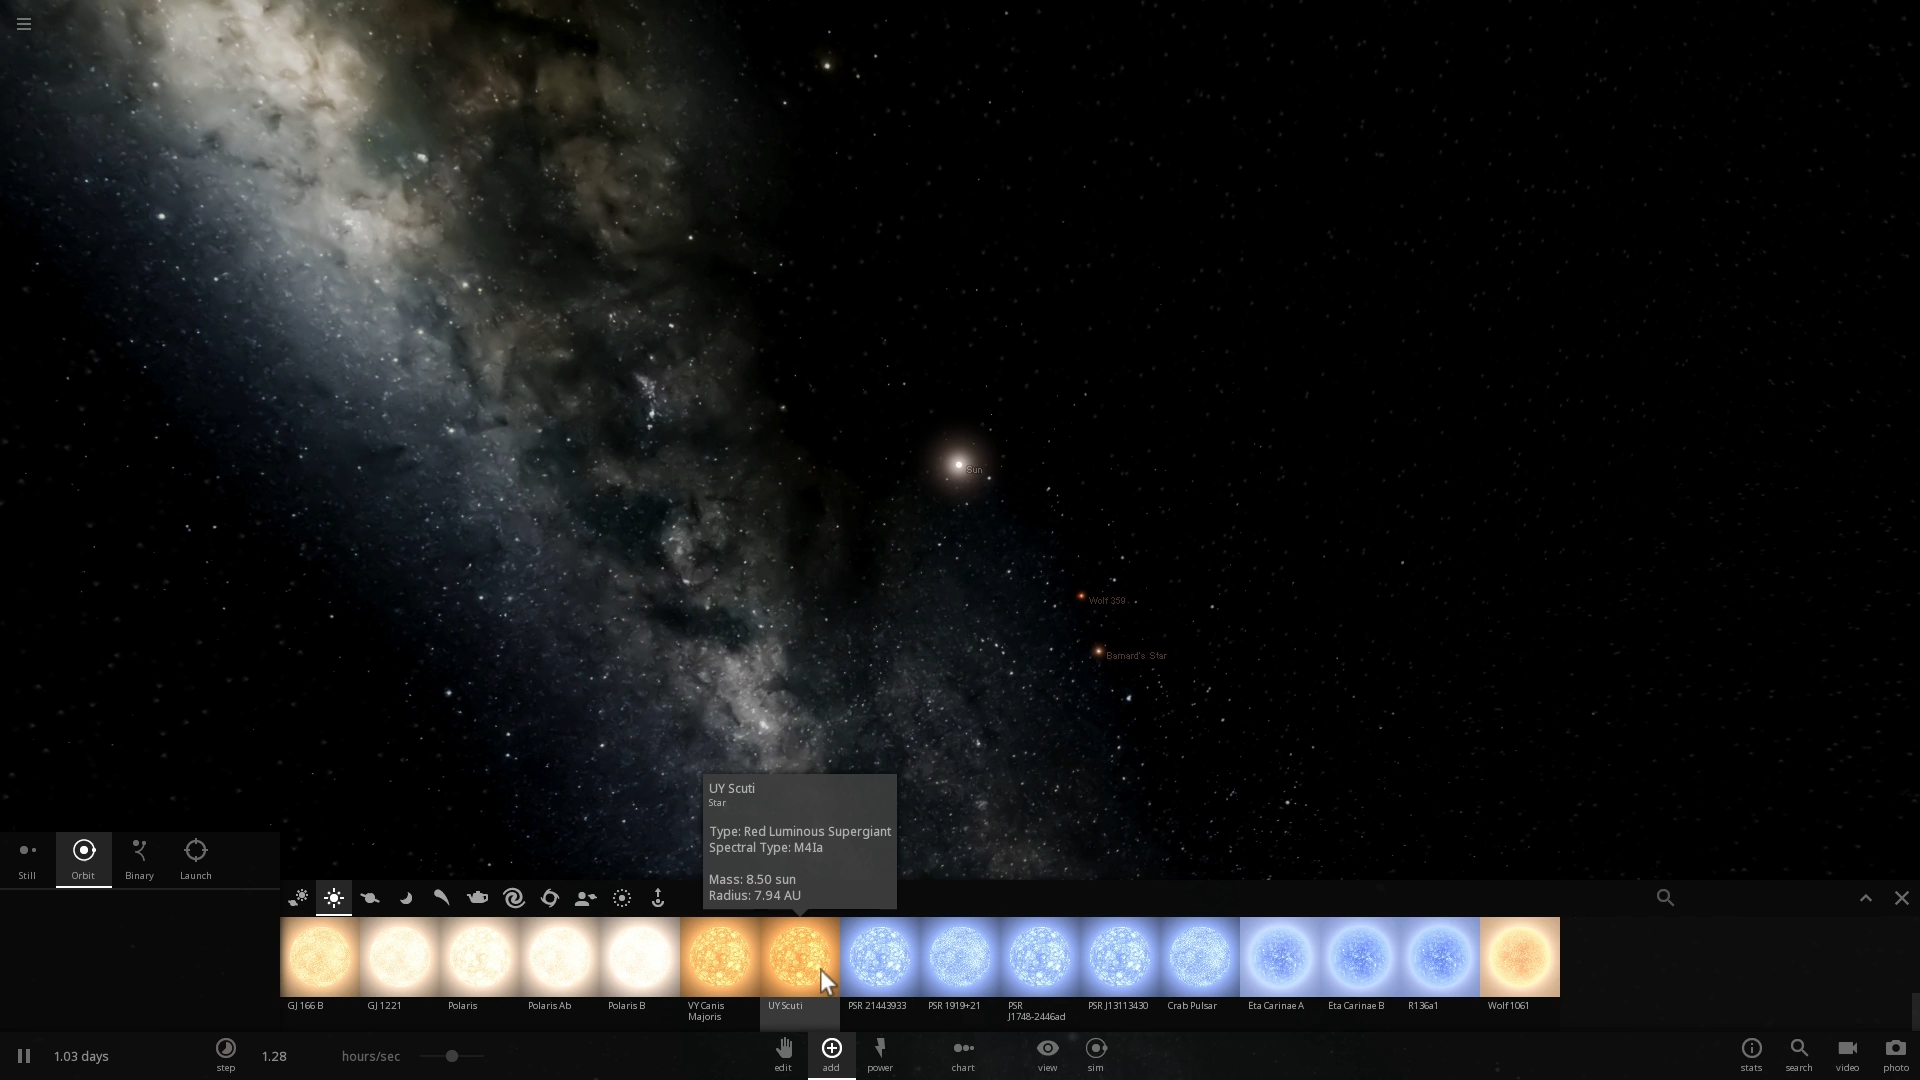 Sun
Wolf 359
Barnard's Star
UY Scuti
Star
Type: Red Luminous Supergiant
Spectral Type: M4Ia
Mass: 8.50 sun
Radius: 7.94 AU
Still
Orbit
Binary
Launch
GJ 166 B
GJ 1221
Polaris
Polaris Ab
Polaris B
VY Canis
Majoris
UY Scuti
PSR 21443933
PSR 1919+21
PSR
J1748-2446ad
PSR J13113430
Crab Pulsar
Eta Carinae A
Eta Carinae B
R136a1
Wolf 1061
1.03 days
step
1.28
hours/sec
edit
add
power
chart
view
sim
stats
search
video
photo